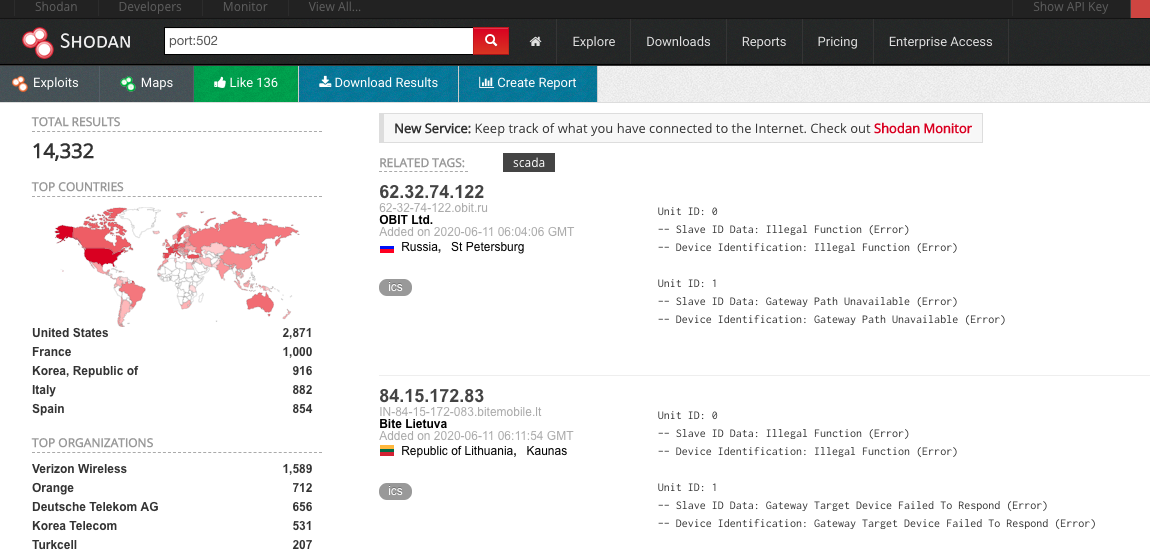 Shodan Developers Monitor View All... Show API Key
SHODAN port:502 Explore Downloads Reports Pricing Enterprise Access
Exploits Maps Like 136 Download Results Create Report
TOTAL RESULTS
14,332
TOP COUNTRIES
United States 2,871
France 1,000
Korea, Republic of 916
Italy 882
Spain 854
TOP ORGANIZATIONS
Verizon Wireless 1,589
Orange 712
Deutsche Telekom AG 656
Korea Telecom 531
Turkcell 207
New Service: Keep track of what you have connected to the Internet. Check out Shodan Monitor
RELATED TAGS: scada
62.32.74.122
62-32-74-122.obit.ru
OBIT Ltd.
Added on 2020-06-11 06:04:06 GMT
Russia, St Petersburg
ics
Unit ID: 0
-- Slave ID Data: Illegal Function (Error)
-- Device Identification: Illegal Function (Error)
Unit ID: 1
-- Slave ID Data: Gateway Path Unavailable (Error)
-- Device Identification: Gateway Path Unavailable (Error)
84.15.172.83
IN-84-15-172-083.bitemobile.lt
Bite Lietuva
Added on 2020-06-11 06:11:54 GMT
Republic of Lithuania, Kaunas
ics
Unit ID: 0
-- Slave ID Data: Illegal Function (Error)
-- Device Identification: Illegal Function (Error)
Unit ID: 1
-- Slave ID Data: Gateway Target Device Failed To Respond (Error)
-- Device Identification: Gateway Target Device Failed To Respond (Error)